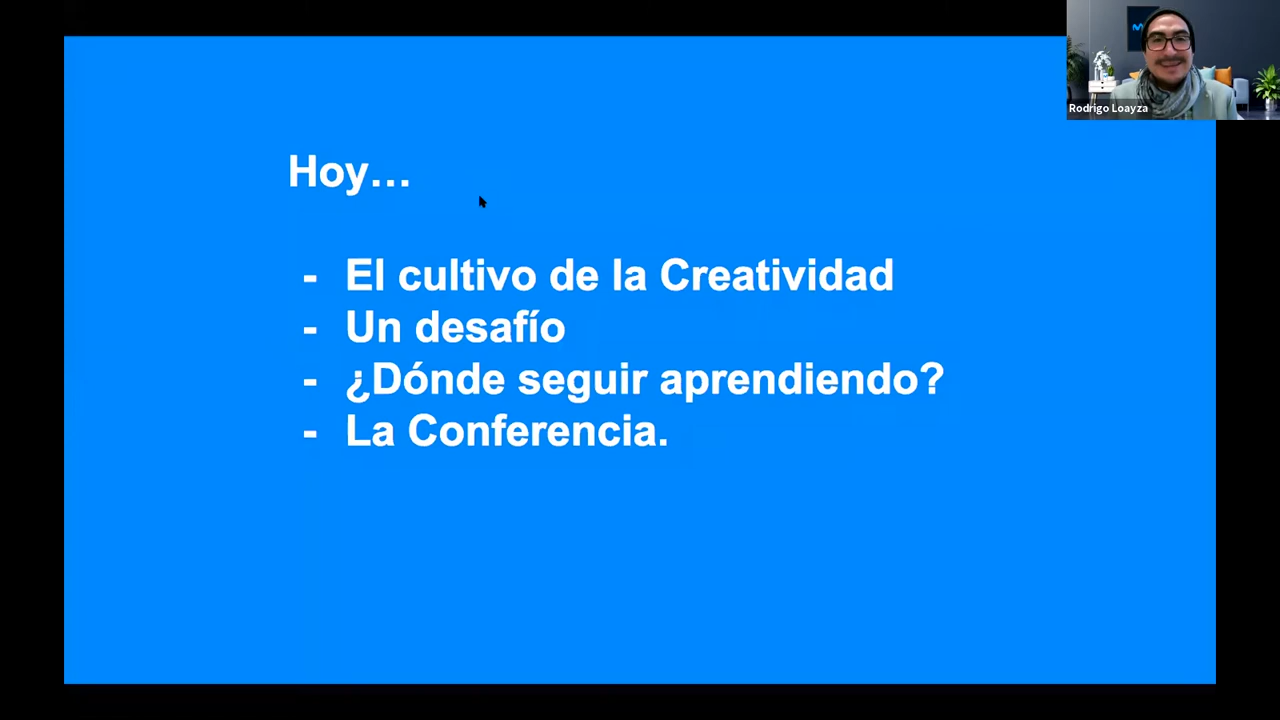 Rodrigo Loayza
Hoy...
- El cultivo de la Creatividad
- Un desafío
- ¿Dónde seguir aprendiendo?
- La Conferencia.